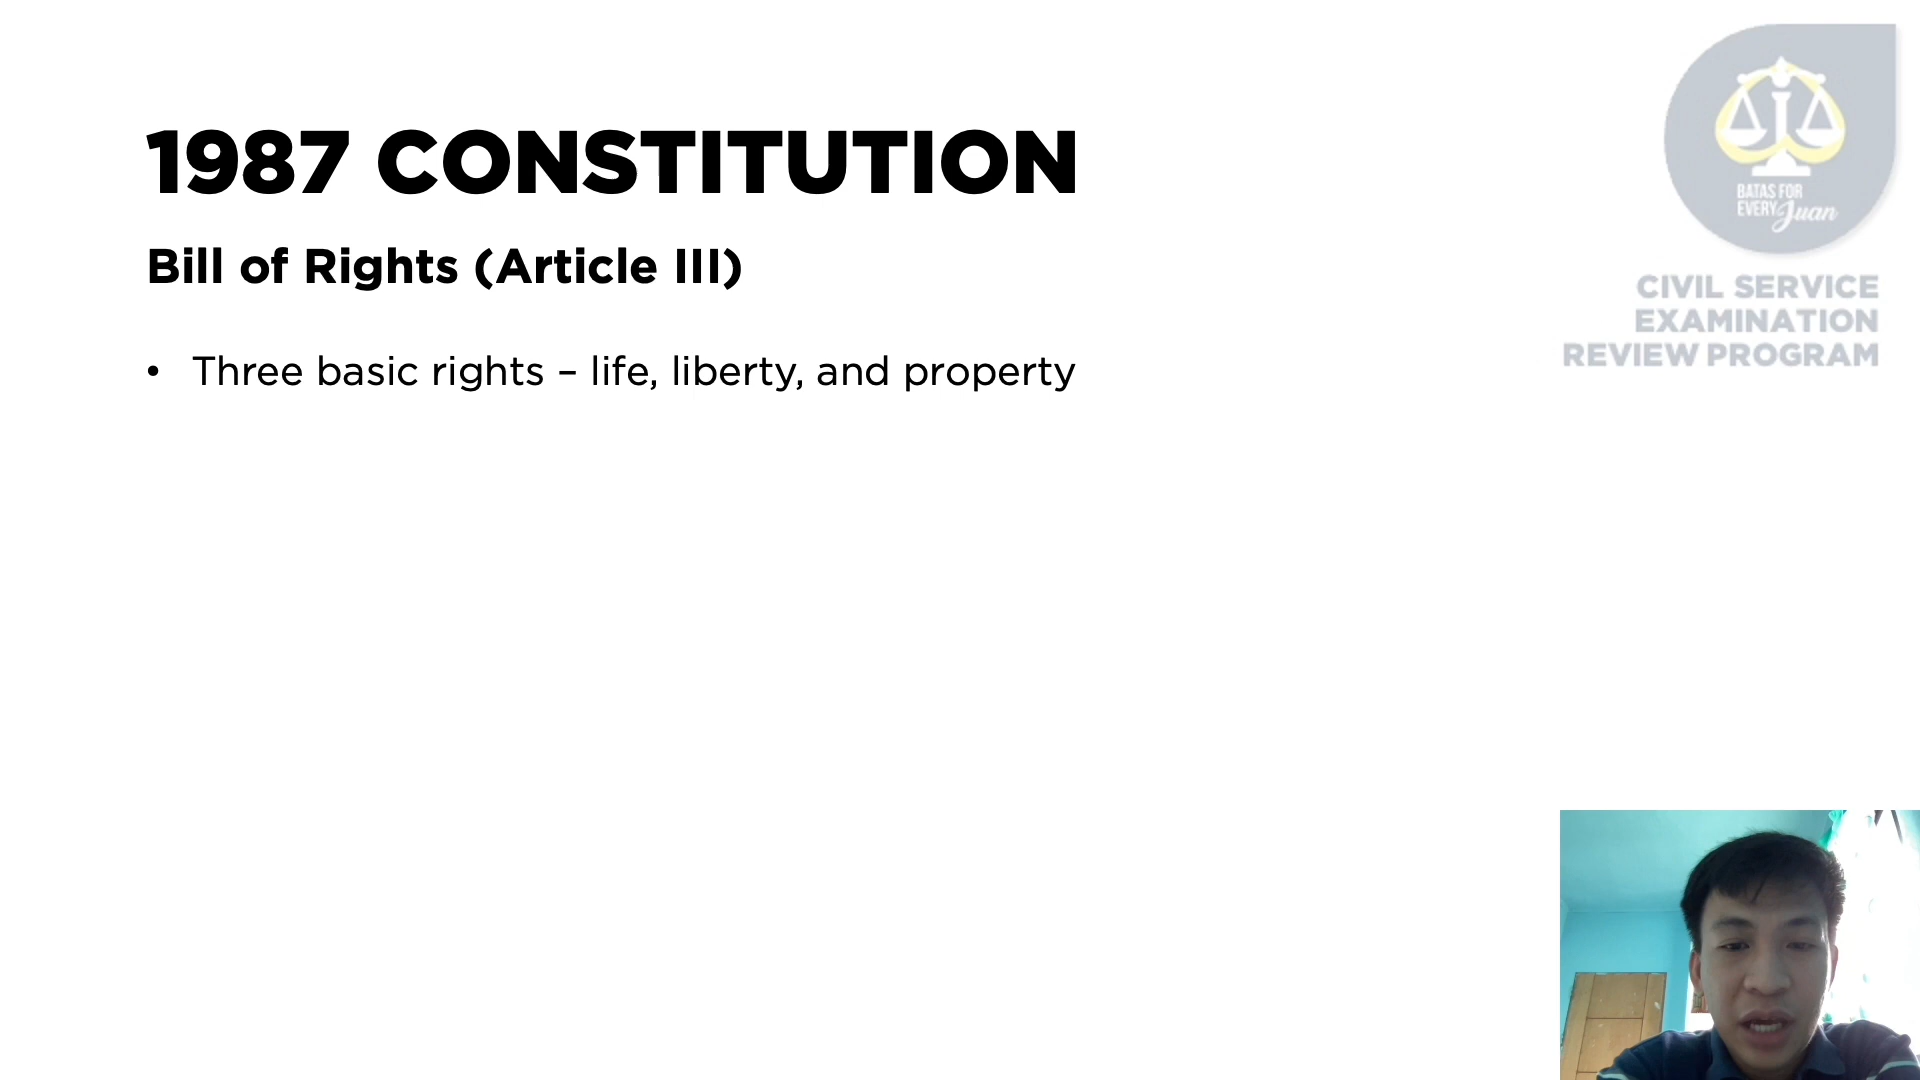 1987 CONSTITUTION
Bill of Rights (Article III)
• Three basic rights – life, liberty, and property
BATAS FOR
EVERY Juan
CIVIL SERVICE
EXAMINATION
REVIEW PROGRAM